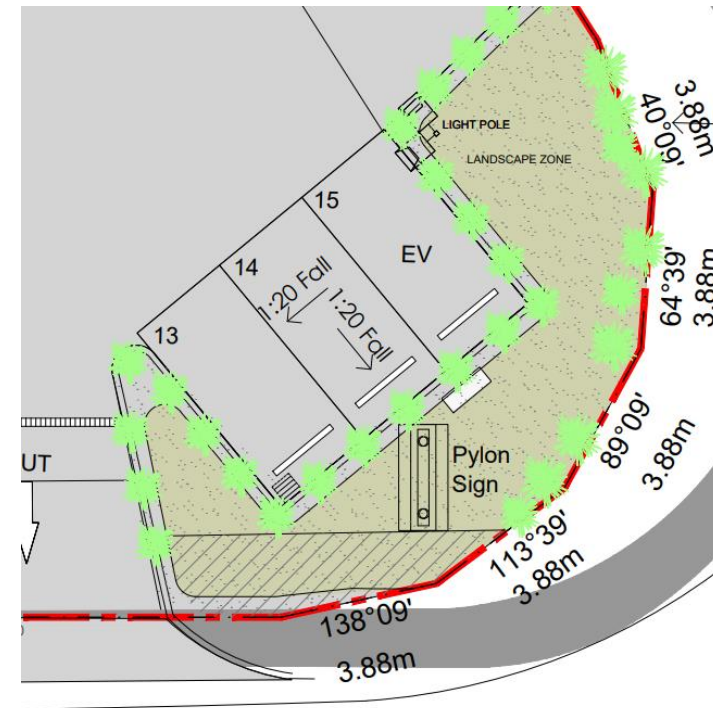 3.88m
40°09'
LIGHT POLE
LANDSCAPE ZONE
15
EV
14
1:20 Fall
1:20 Fall
64°39'
3.88m
13
UT
Pylon
Sign
89°09'
3.88m
113°39'
3.88m
138°09'
3.88m